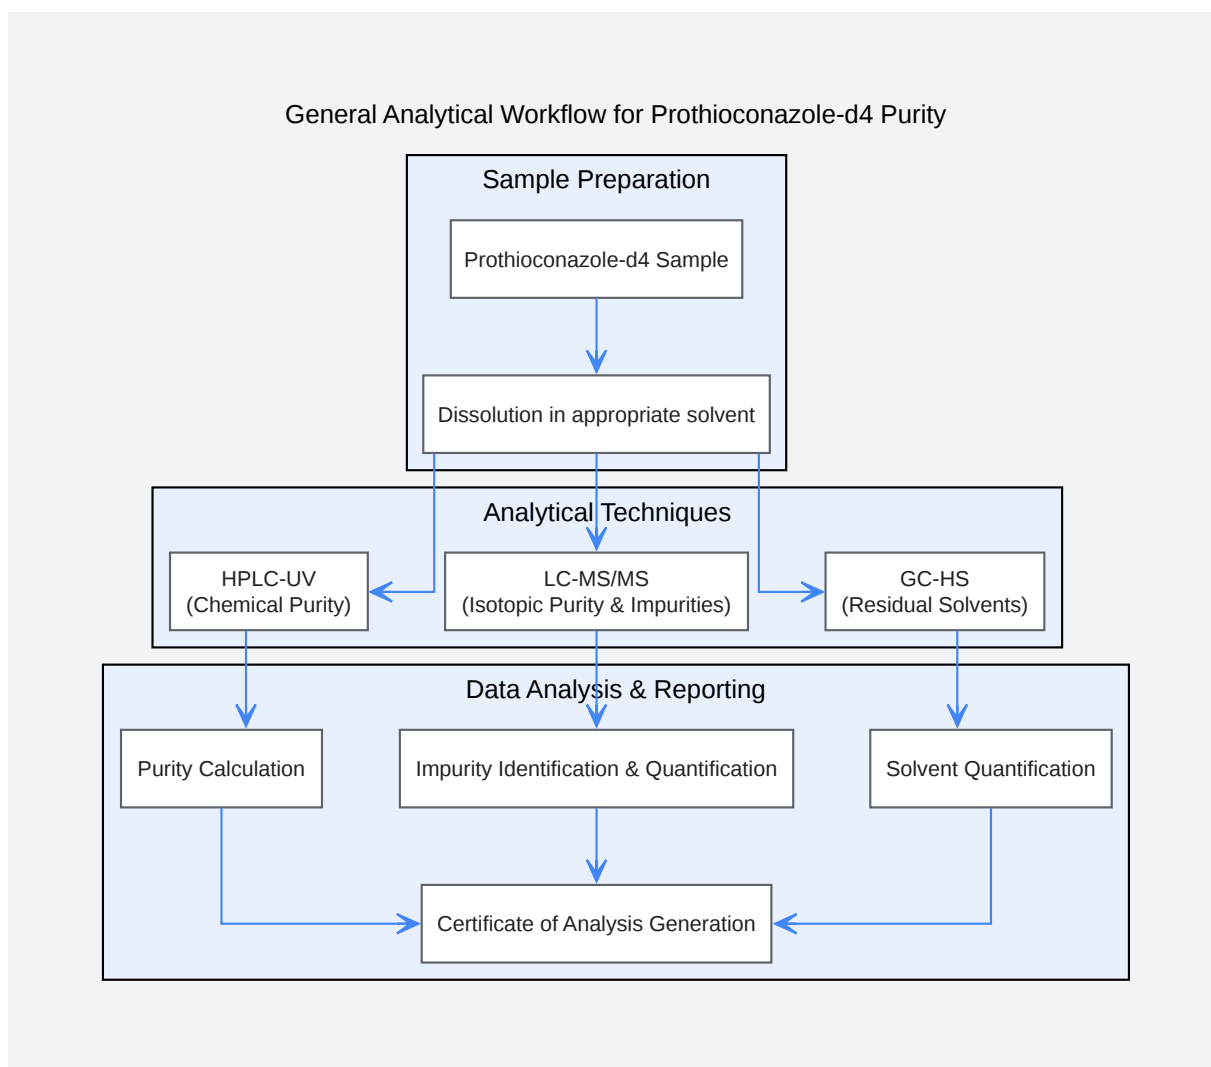 General Analytical Workflow for Prothioconazole-d4 Purity
Sample Preparation
Prothioconazole-d4 Sample
Dissolution in appropriate solvent
Analytical Techniques
HPLC-UV
(Chemical Purity)
LC-MS/MS
(Isotopic Purity & Impurities)
GC-HS
(Residual Solvents)
Data Analysis & Reporting
Purity Calculation
Impurity Identification & Quantification
Solvent Quantification
Certificate of Analysis Generation